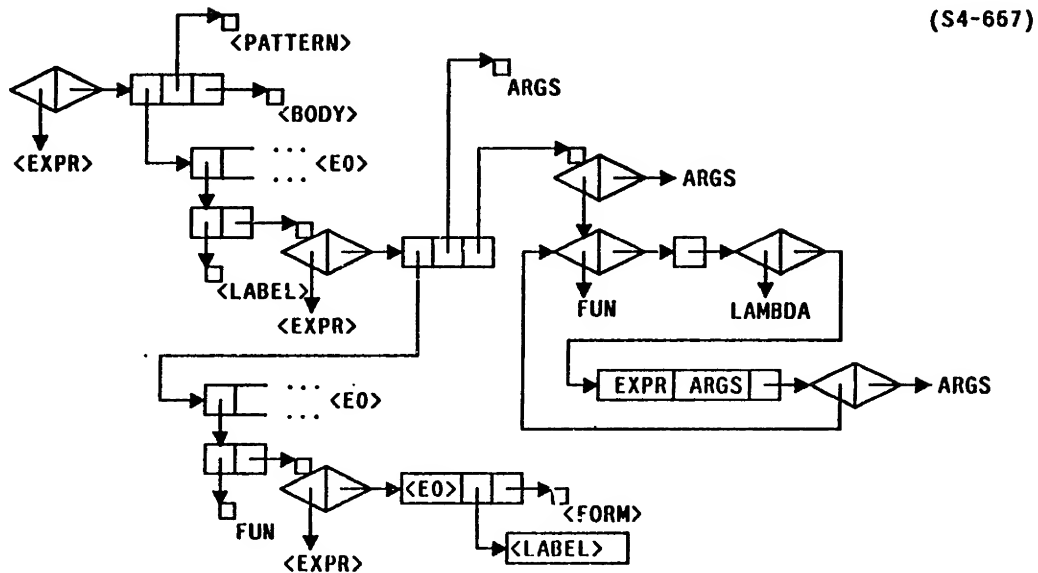 (S4-667)
<PATTERN>
ARGS
<BODY>
<EXPR>
... <E0>
...
ARGS
<LABEL>
FUN
LAMBDA
<EXPR>
... <E0>
...
EXPR ARGS
ARGS
<E0>
<FORM>
FUN
<LABEL>
<EXPR>